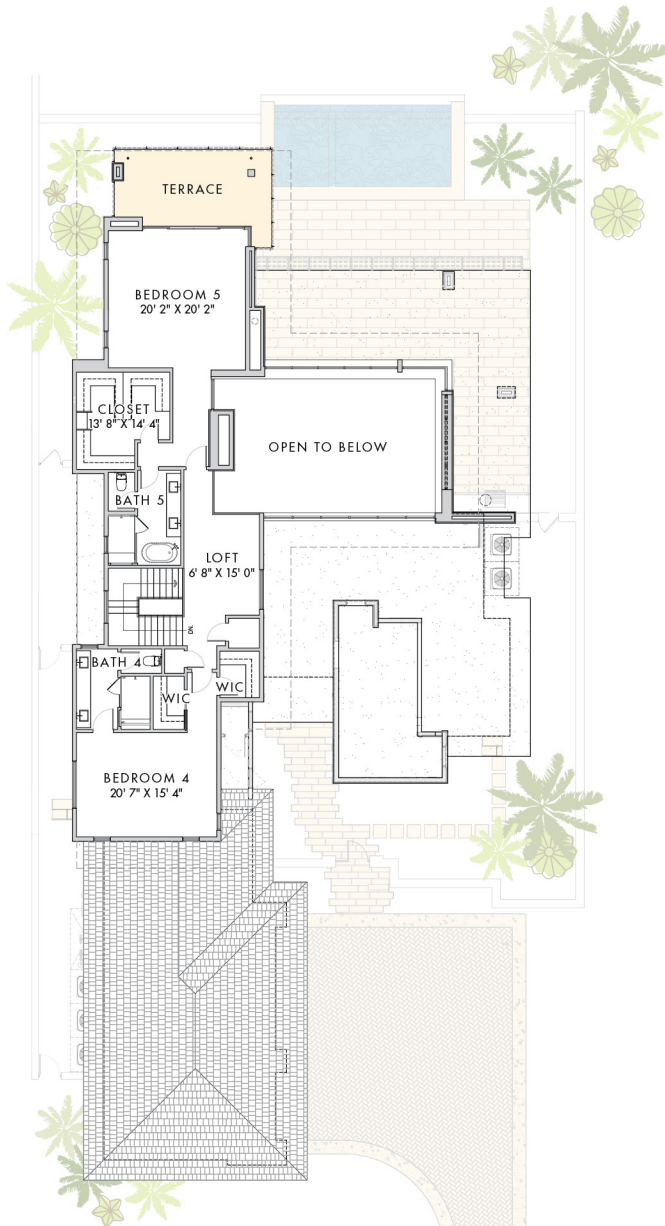 TERRACE
BEDROOM 5
20' 2" X 20' 2"
CLOSET
13' 8" X 14' 4"
OPEN TO BELOW
BATH 5
LOFT
6' 8" X 15' 0"
DN.
BATH 4
WIC
WIC
BEDROOM 4
20' 7" X 15' 4"